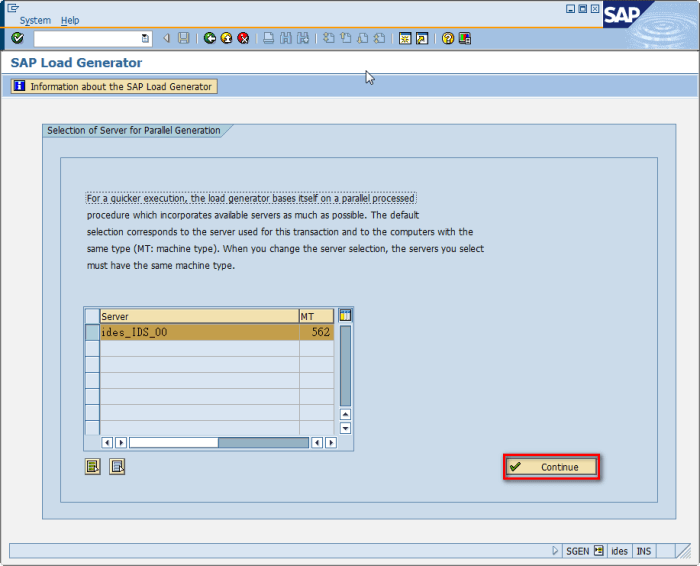 System Help
SAP
SAP Load Generator
Information about the SAP Load Generator
Selection of Server for Parallel Generation
For a quicker execution, the load generator bases itself on a parallel processed
procedure which incorporates available servers as much as possible. The default
selection corresponds to the server used for this transaction and to the computers with the
same type (MT: machine type). When you change the server selection, the servers you select
must have the same machine type.
Server MT
ides_IDS_00 562
Continue
SGEN ides INS